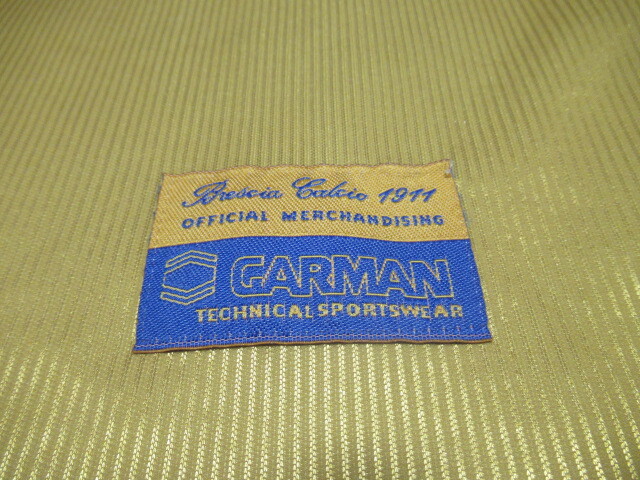 Brescia Calcio 1911
OFFICIAL MERCHANDISING
GARMAN
TECHNICAL SPORTSWEAR